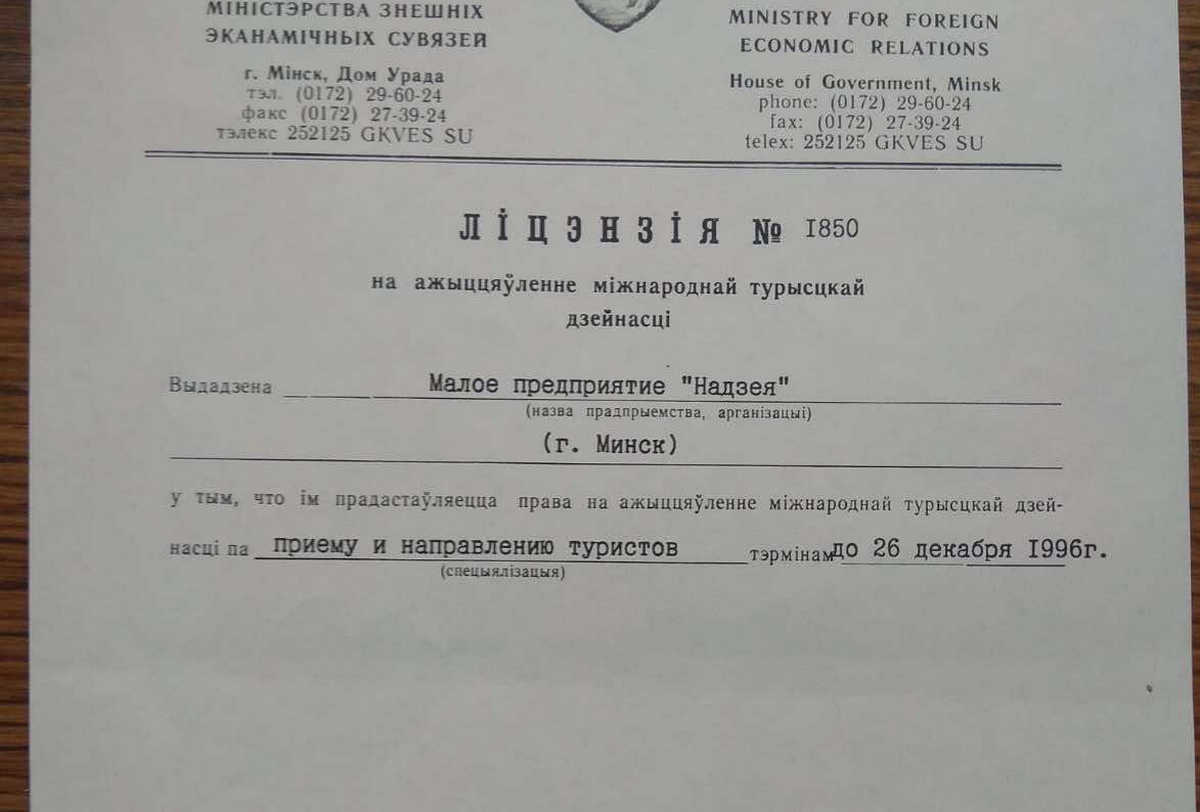 МІНІСТЭРСТВА ЗНЕШНІХ
ЭКАНАМІЧНЫХ СУВЯЗЕЙ
г. Мінск, Дом Урада
тэл. (0172) 29-60-24
факс (0172) 27-39-24
тэлекс 252125 GKVES SU
MINISTRY FOR FOREIGN
ECONOMIC RELATIONS
House of Government, Minsk
phone: (0172) 29-60-24
fax: (0172) 27-39-24
telex: 252125 GKVES SU
ЛІЦЭНЗІЯ № I850
на ажыццяўленне міжнароднай турысцкай
дзейнасці
Выдадзена Малое предприятие "Надзея"
(назва прадпрыемства, арганізацыі)
(г. Минск)
у тым, что ім прадастаўляецца права на ажыццяўленне міжнароднай турысцкай дзей-
насці па приему и направлению туристов тэрмінам до 26 декабря I996г.
(спецыялізацыя)